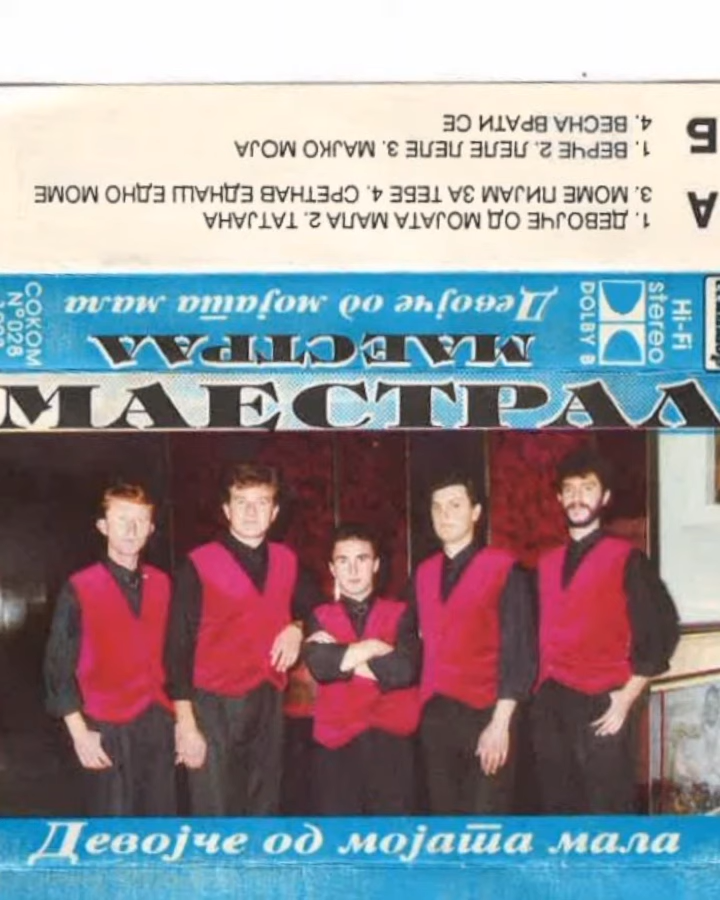 А
1. ДЕВОЈЧЕ ОД МОЈАТА МАЛА 2. ТАТЈАНА
3. МОМЕ ПИЈАМ ЗА ТЕБЕ 4. СРЕТНАВ ЕДНАШ ЕДНО МОМЕ
Б
1. ВЕРЧЕ 2. ЛЕЛЕ ЛЕЛЕ 3. МАЈКО МОЈА
4. ВЕСНА ВРАТИ СЕ
Hi-Fi
stereo
DOLBY B
МАЕСТРАЛ
Девојче од мојата мала
СОКОМ
N° 028
МАЕСТРАЛ
Девојче од мојата мала